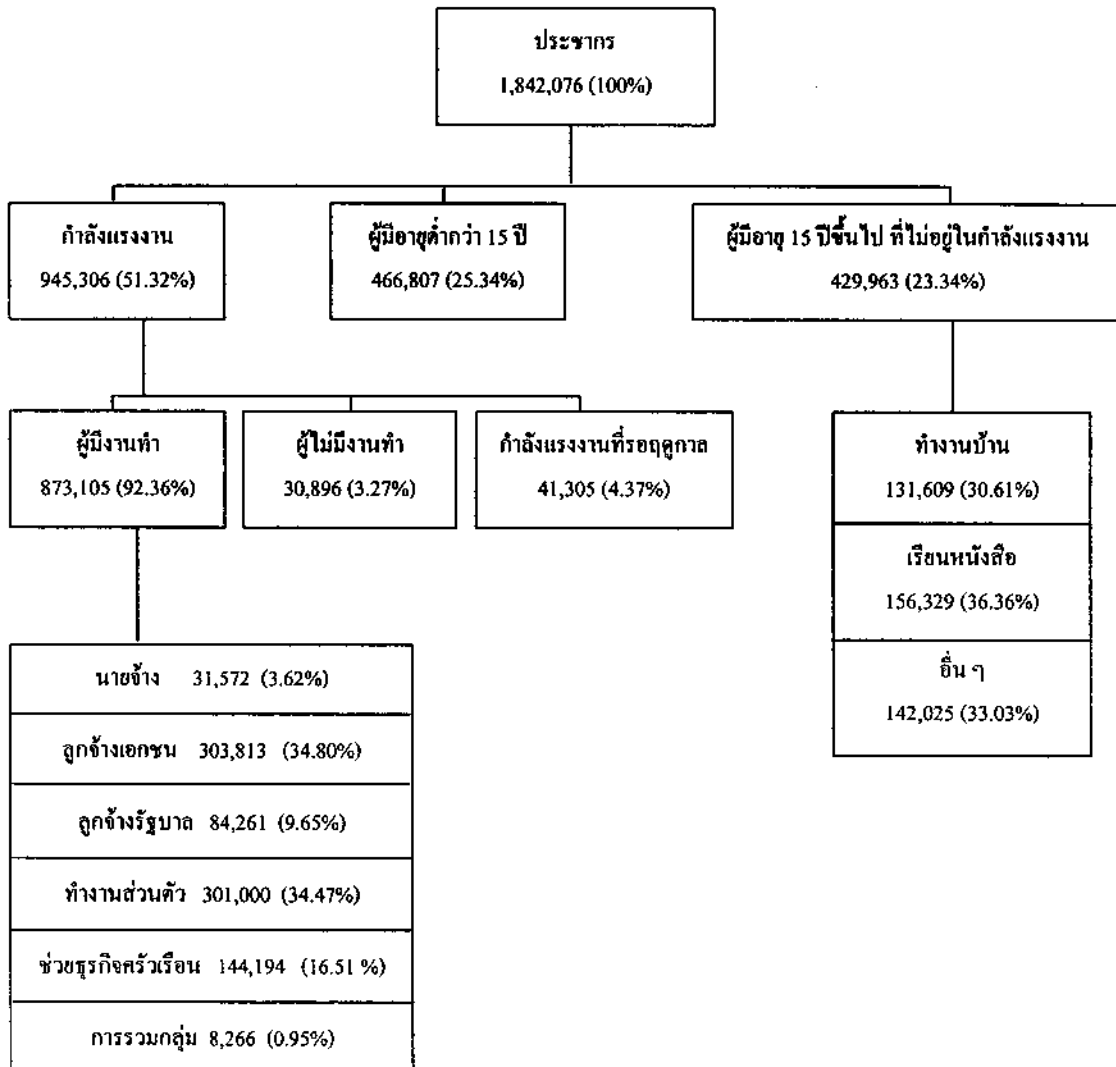 ประชากร
1,842,076 (100%)
กำลังแรงงาน
945,306 (51.32%)
ผู้มีอายุต่ำกว่า 15 ปี
466,807 (25.34%)
ผู้มีอายุ 15 ปีขึ้นไป ที่ไม่อยู่ในกำลังแรงงาน
429,963 (23.34%)
ผู้มีงานทำ
873,105 (92.36%)
ผู้ไม่มีงานทำ
30,896 (3.27%)
กำลังแรงงานที่รอฤดูกาล
41,305 (4.37%)
ทำงานบ้าน
131,609 (30.61%)
เรียนหนังสือ
156,329 (36.36%)
อื่น ๆ
142,025 (33.03%)
นายจ้าง 31,572 (3.62%)
ลูกจ้างเอกชน 303,813 (34.80%)
ลูกจ้างรัฐบาล 84,261 (9.65%)
ทำงานส่วนตัว 301,000 (34.47%)
ช่วยธุรกิจครัวเรือน 144,194 (16.51 %)
การรวมกลุ่ม 8,266 (0.95%)